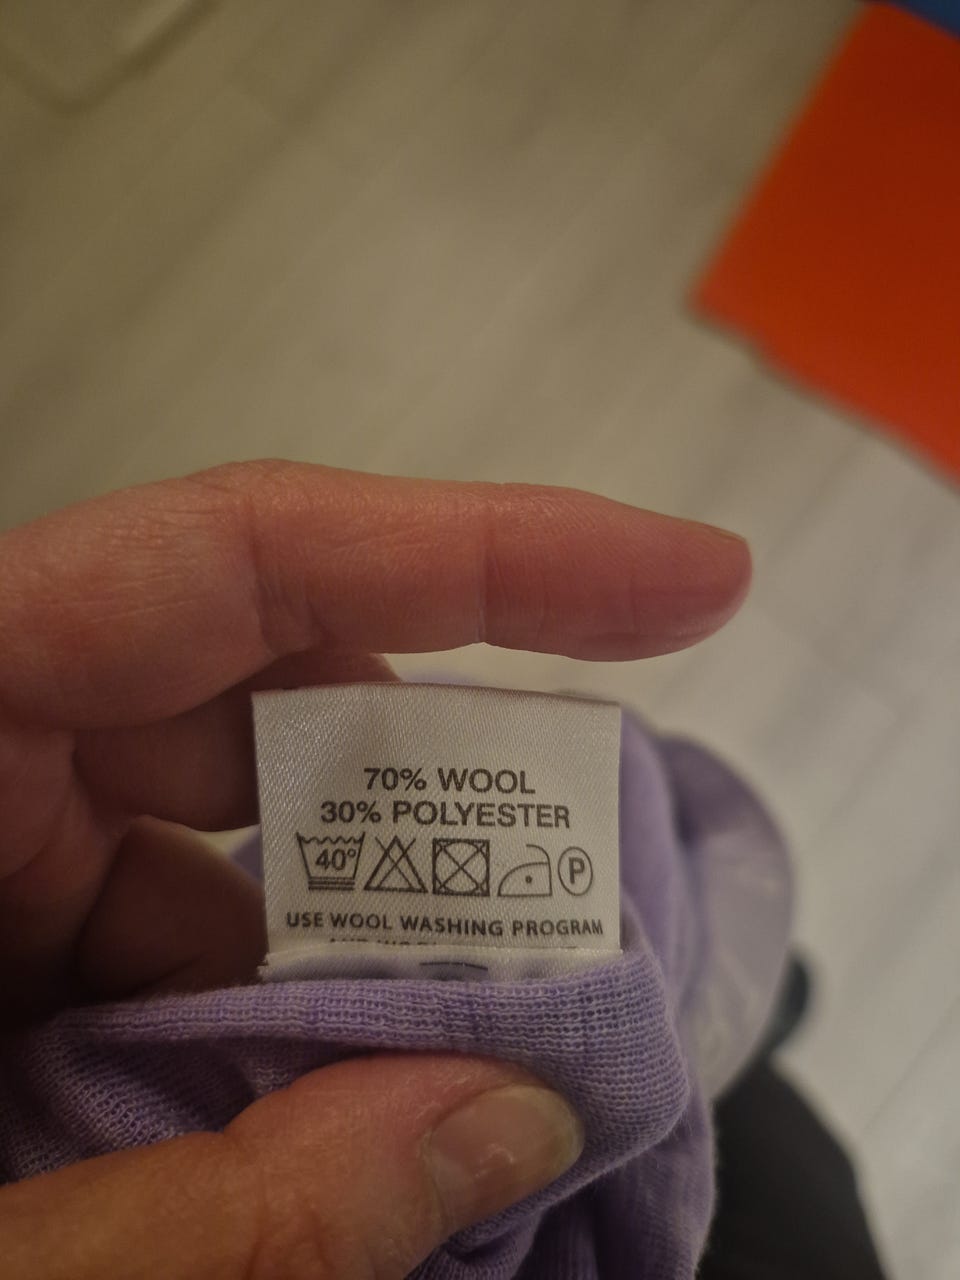 70% WOOL
30% POLYESTER
40°
P
USE WOOL WASHING PROGRAM